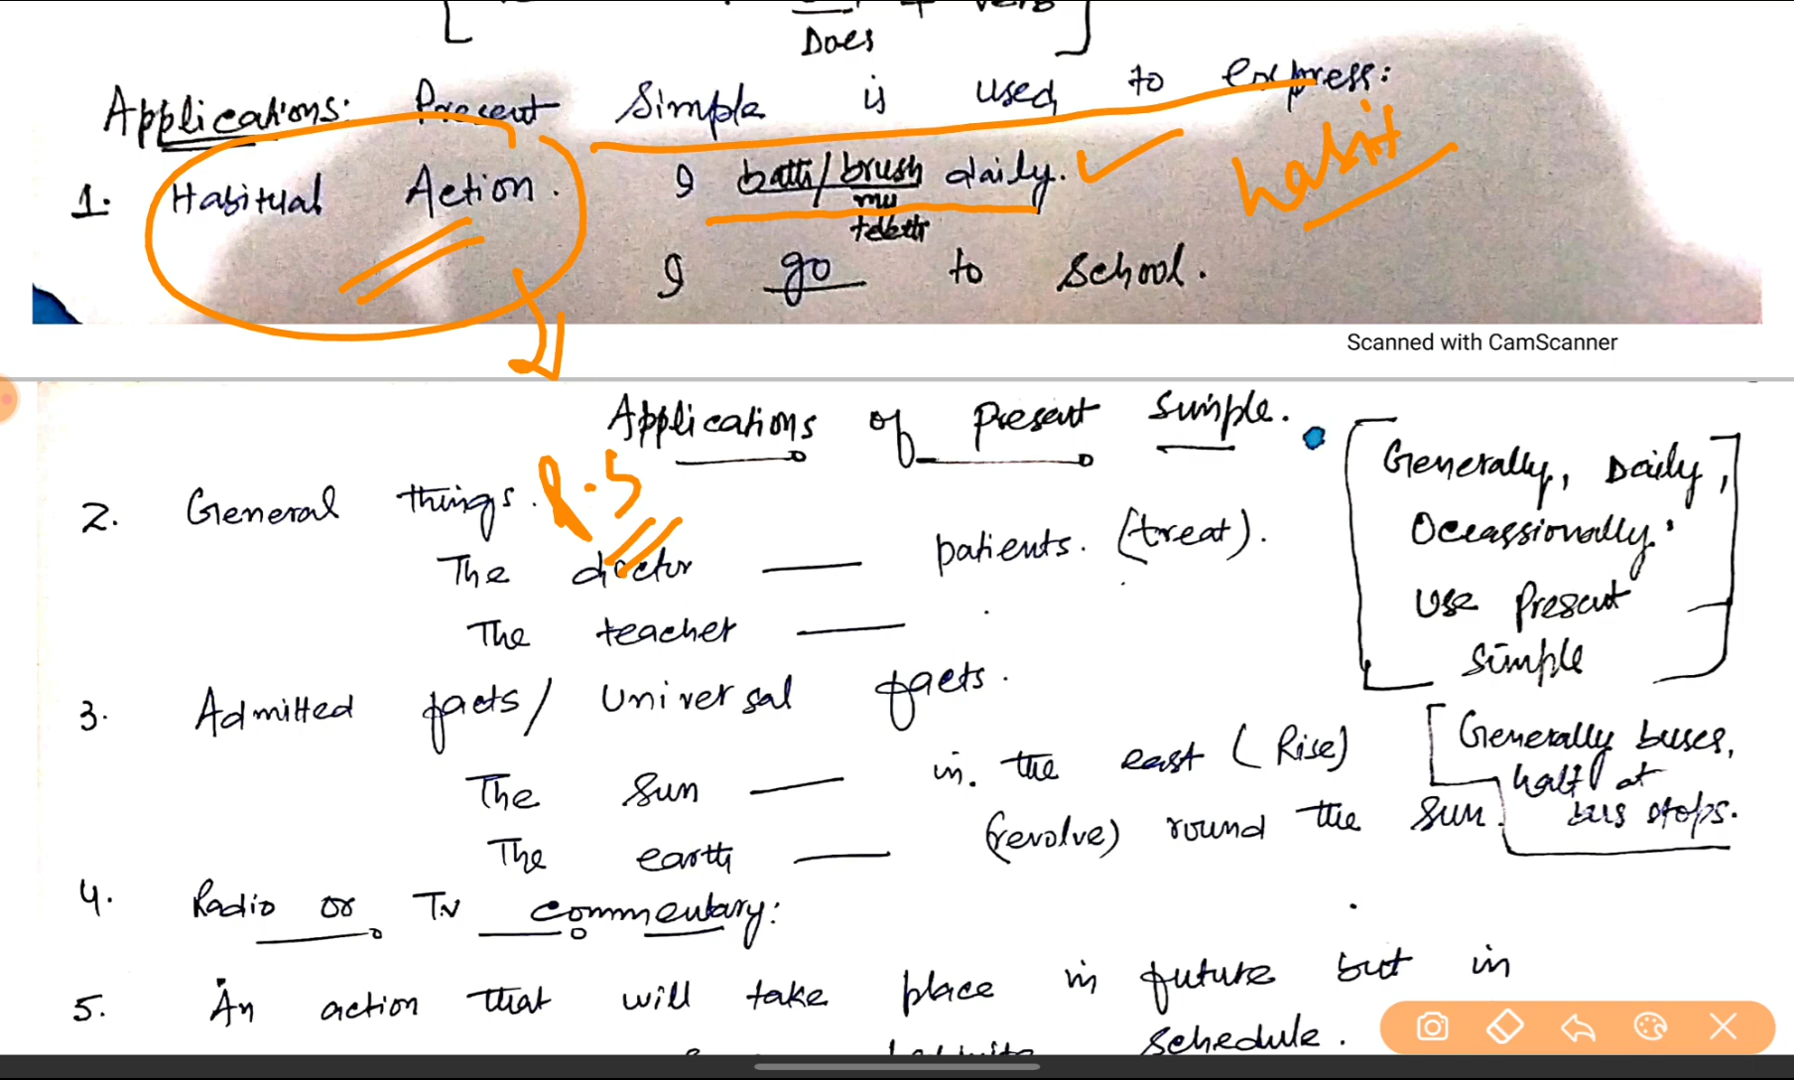 verb
Does
Applications: Present Simple is used to express:
habit
1. Habitual Action. I bath/brush daily.
my
teeth
I go to school.
Scanned with CamScanner
Applications of Present Simple.
Generally, Daily,
Occassionally.
Use Present
Simple
2. General things. P.S
The doctor ___ patients. (treat).
The teacher ___ .
3. Admitted facts/ Universal facts.
The Sun ___ in. the east (Rise)
The earth ___ (revolve) round the sun.
Generally buses,
halt at
bus stops.
4. Radio or TV commentary:
5. An action that will take place in future but in
schedule.